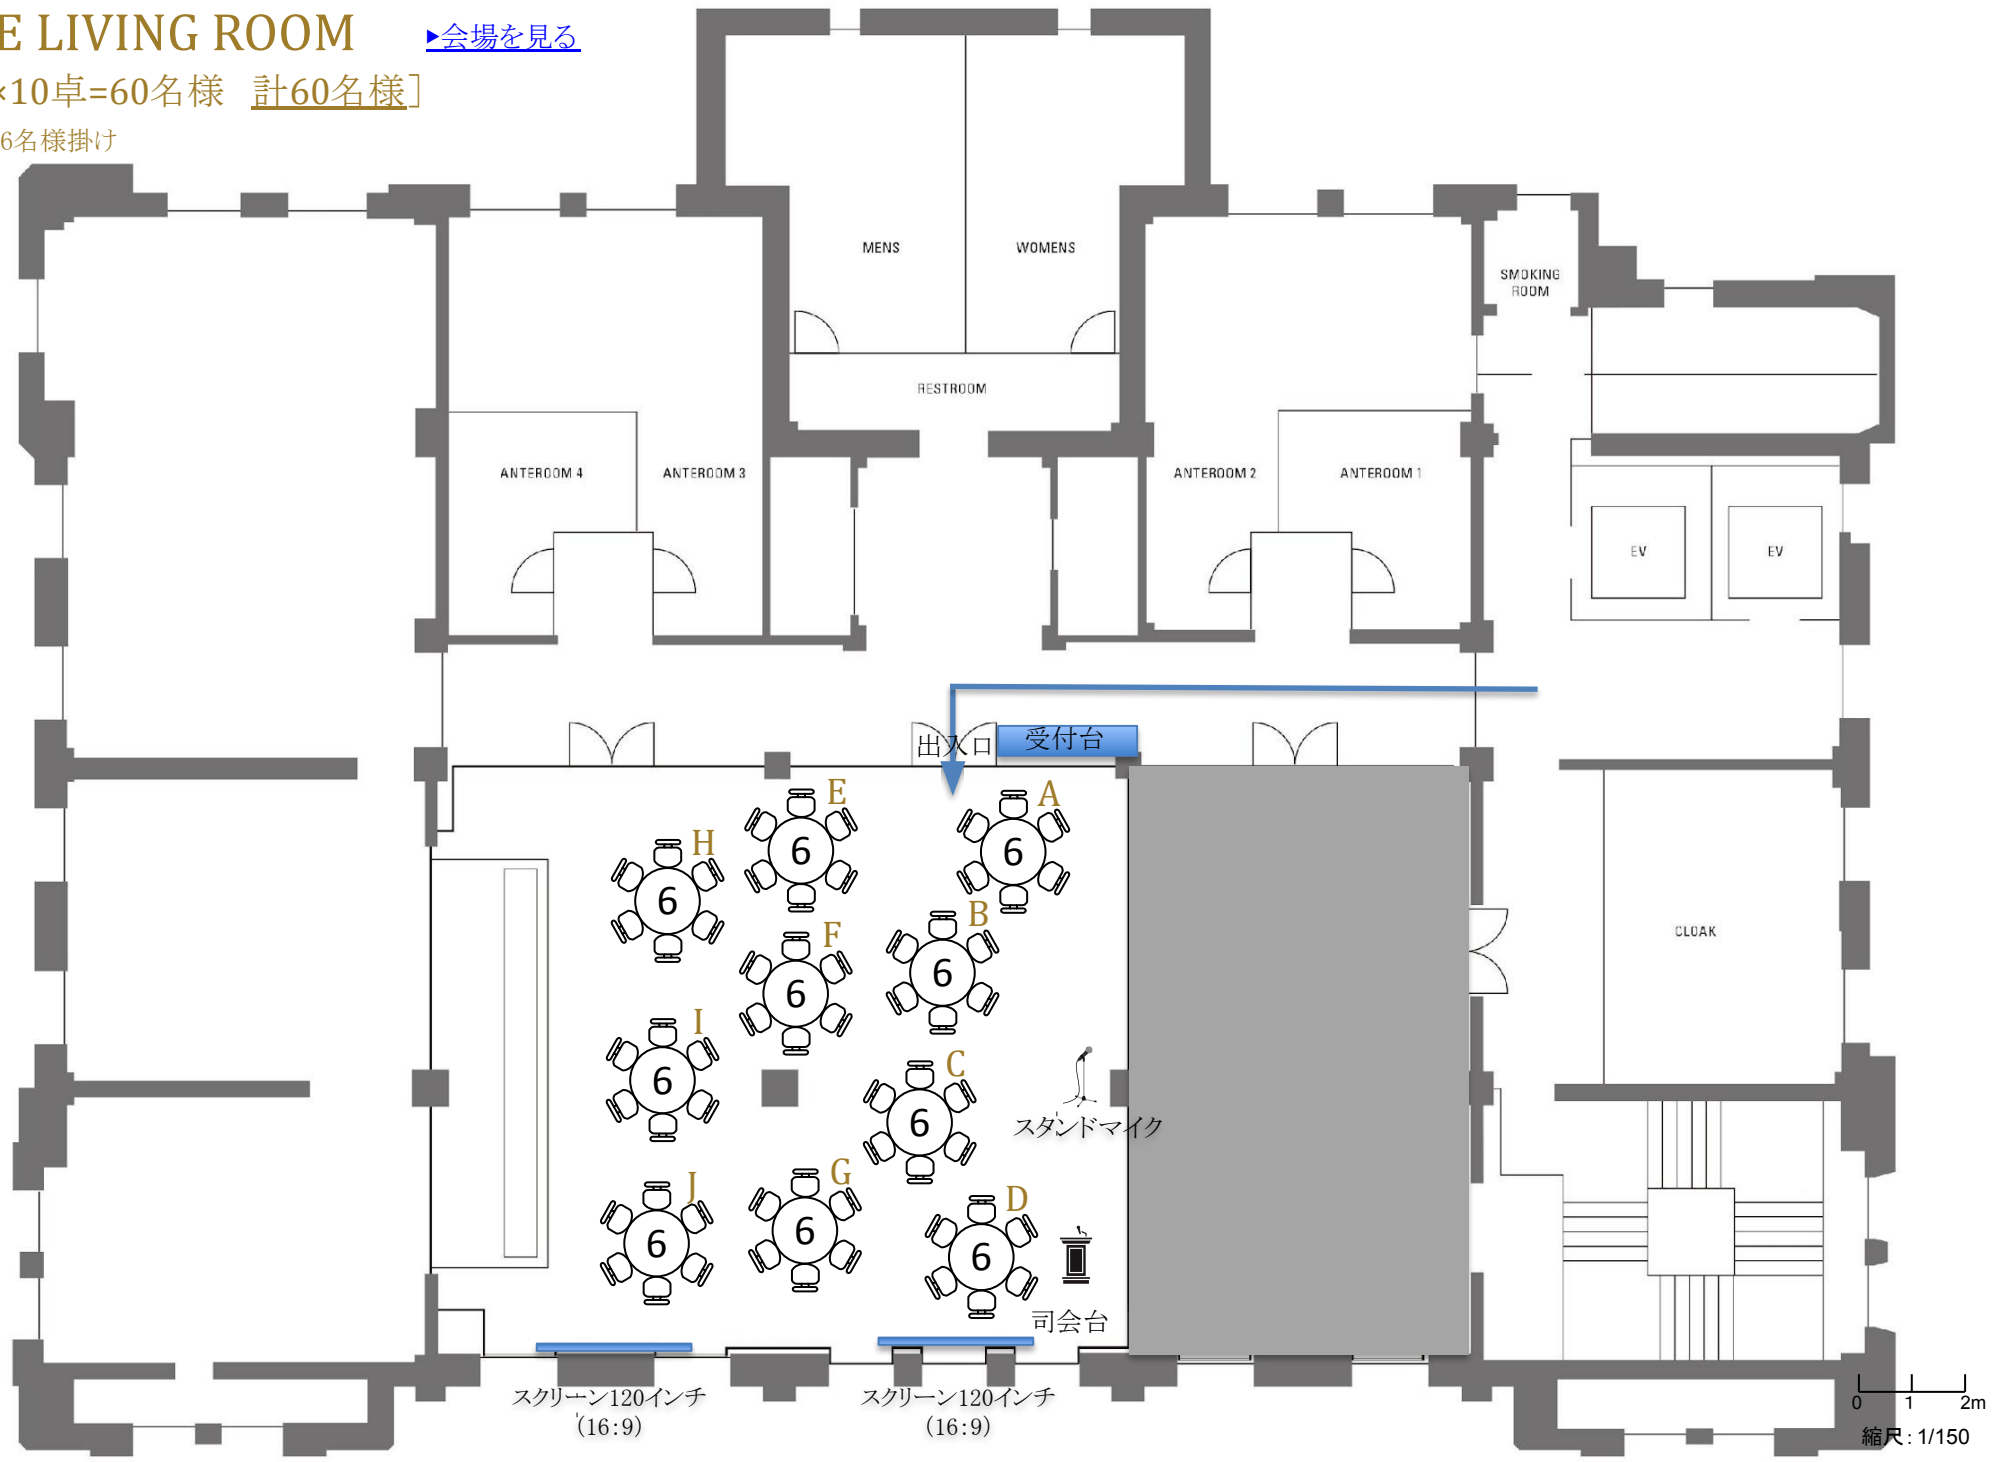 E LIVING ROOM
▶会場を見る
×10卓=60名様 計60名様］
6名様掛け
MENS
WOMENS
SMOKING
ROOM
RESTROOM
ANTEROOM 4
ANTEROOM 3
ANTEROOM 2
ANTEROOM 1
EV
EV
出入口
受付台
E
A
H
6
6
6
B
F
CLOAK
6
6
I
C
6
スタンドマイク
6
G
J
D
6
6
6
司会台
スクリーン120インチ
(16:9)
スクリーン120インチ
(16:9)
0 1 2m
縮尺：1/150